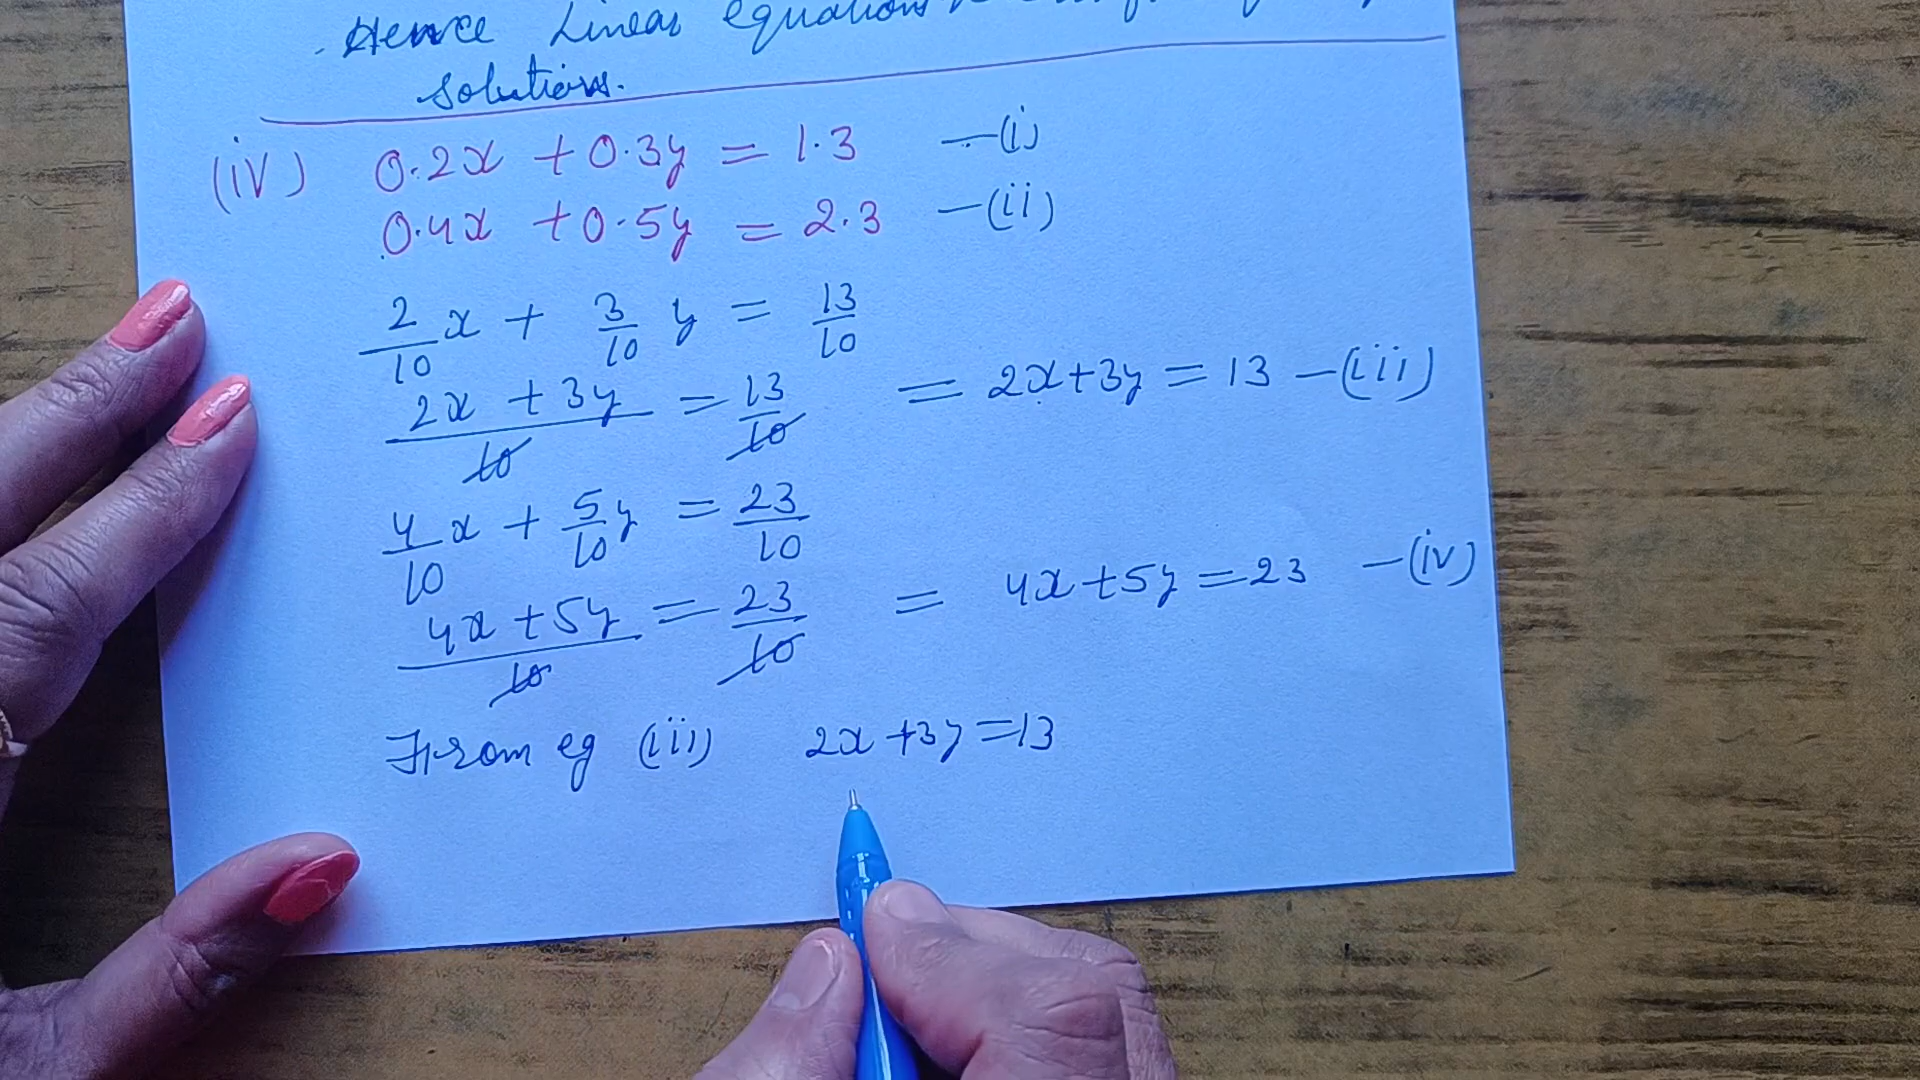 Hence Linear equations
solutions.
(iv) 0.2x + 0.3y = 1.3 —(i)
0.4x + 0.5y = 2.3 —(ii)
2/10 x + 3/10 y = 13/10
2x + 3y/10 = 13/10 = 2x+3y = 13 —(iii)
4/10 x + 5/10 y = 23/10
4x + 5y/10 = 23/10 = 4x+5y = 23 —(iv)
From eq (iii) 2x+3y=13